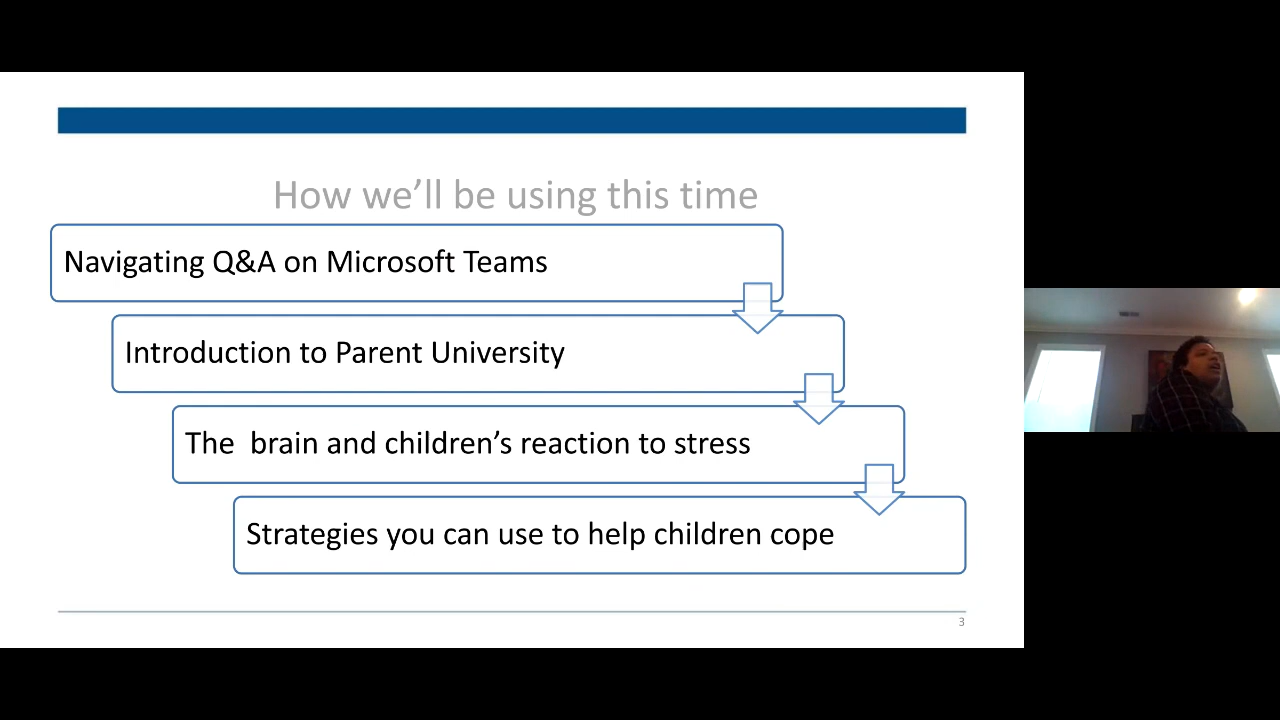 How we’ll be using this time
Navigating Q&A on Microsoft Teams
Introduction to Parent University
The  brain and children’s reaction to stress
Strategies you can use to help children cope
3